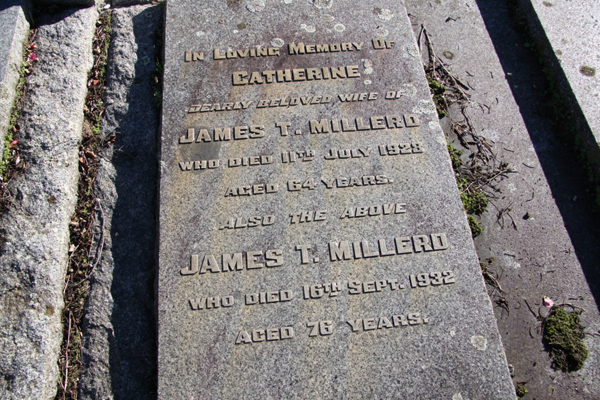 IN LOVING MEMORY OF
CATHERINE
DEARLY BELOVED WIFE OF
JAMES T. MILLERD
WHO DIED 11TH JULY 1928
AGED 64 YEARS.
ALSO THE ABOVE
JAMES T. MILLERD
WHO DIED 16TH SEPT. 1932
AGED 76 YEARS.